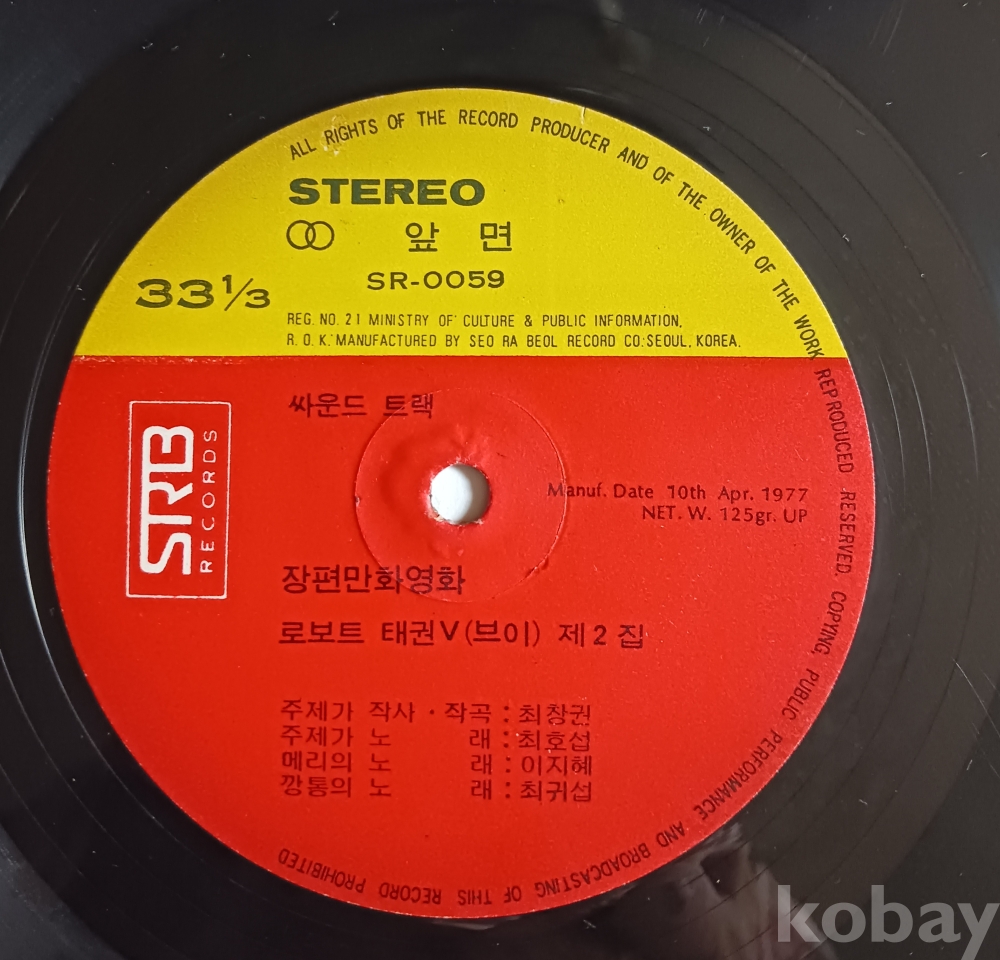 ALL RIGHTS OF THE RECORD PRODUCER AND OF THE OWNER OF THE WORK REPRODUCED RESERVED. COPYING, PUBLIC PERFORMANCE AND BROADCASTING OF THIS RECORD PROHIBITED
STEREO
앞 면
SR-0059
33 1/3
REG. NO. 21 MINISTRY OF CULTURE & PUBLIC INFORMATION,
R. O. K. MANUFACTURED BY SEO RA BEOL RECORD CO. SEOUL, KOREA.
싸운드 트랙
SRB
RECORDS
Manuf. Date 10th Apr. 1977
NET. W. 125gr. UP
장편만화영화
로보트 태권V(브이) 제2집
주제가 작사·작곡:최창권
주제가 노 래:최호섭
메리의 노 래:이지혜
깡통의 노 래:최귀섭
kobay